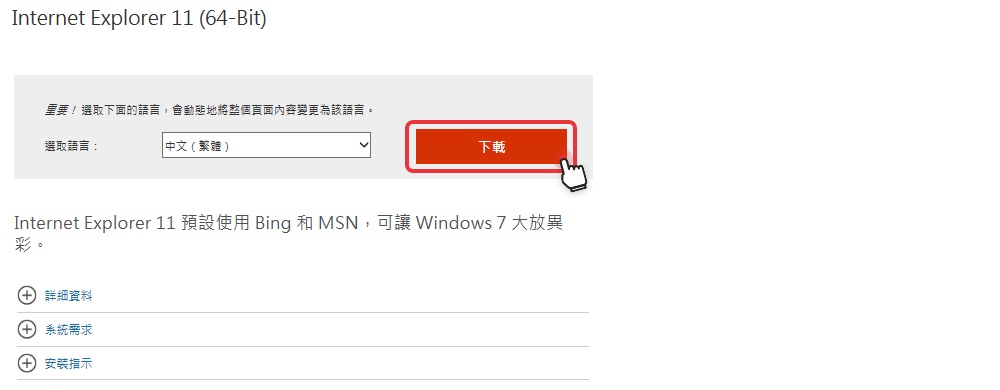 Internet Explorer 11 (64-Bit)
重要！選取下面的語言，會動態地將整個頁面內容變更為該語言。
選取語言：
中文（繁體）
下載
Internet Explorer 11 預設使用 Bing 和 MSN，可讓 Windows 7 大放異
彩。
詳細資料
系統需求
安裝指示